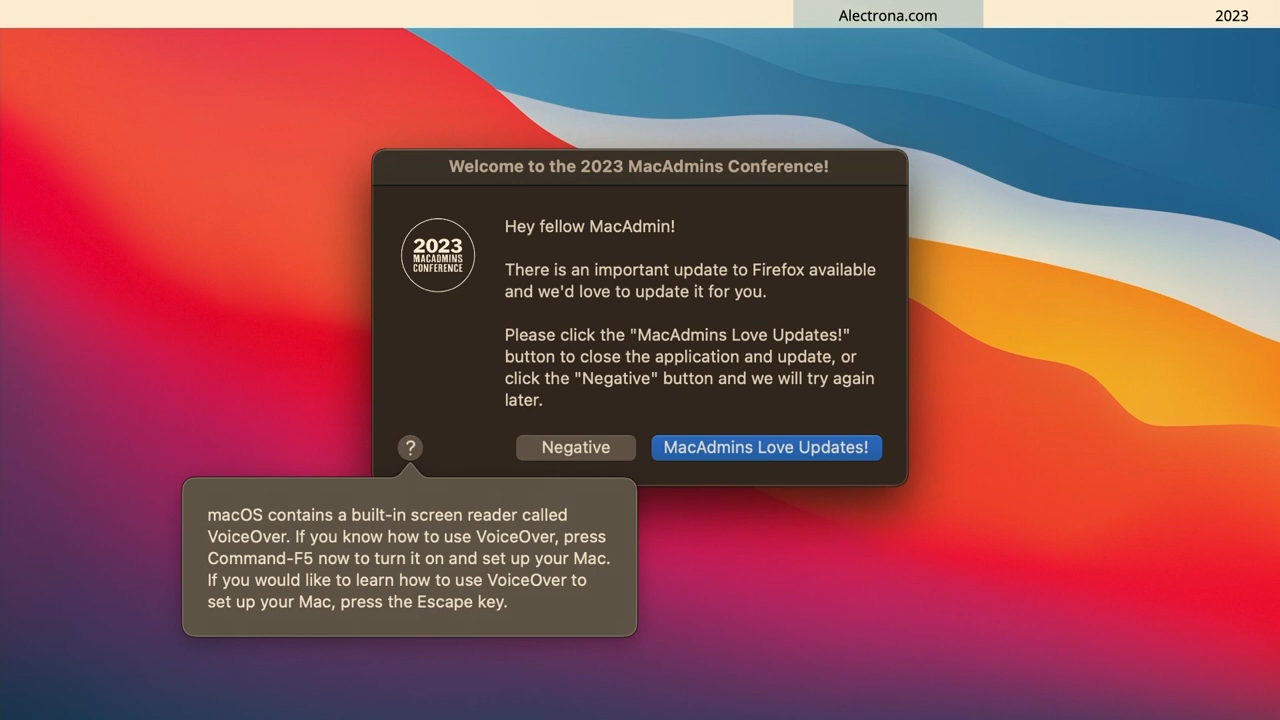 Alectrona.com
2023
Welcome to the 2023 MacAdmins Conference!
2023
MACADMINS
CONFERENCE
Hey fellow MacAdmin!
There is an important update to Firefox available
and we'd love to update it for you.
Please click the "MacAdmins Love Updates!"
button to close the application and update, or
click the "Negative" button and we will try again
later.
?
Negative
MacAdmins Love Updates!
macOS contains a built-in screen reader called
VoiceOver. If you know how to use VoiceOver, press
Command-F5 now to turn it on and set up your Mac.
If you would like to learn how to use VoiceOver to
set up your Mac, press the Escape key.